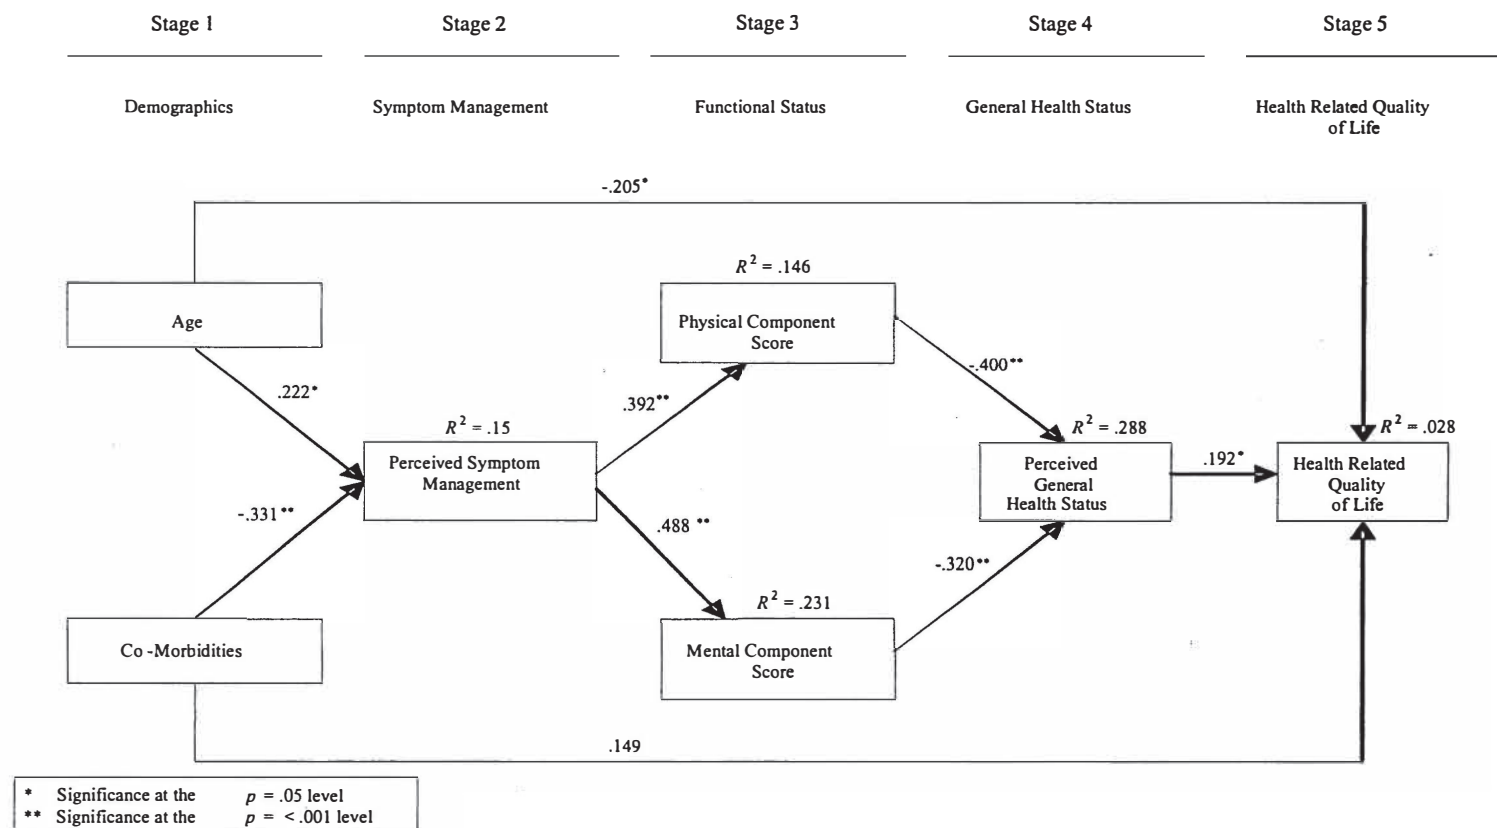 Stage 1
Stage 2
Stage 3
Stage 4
Stage 5
Demographics
Symptom Management
Functional Status
General Health Status
Health Related Quality
of Life
-.205*
R² = .146
Age
Physical Component
Score
.222*
.392**
-.400**
R² = .15
R² = .288
R² = .028
Perceived Symptom
Management
Perceived
General
Health Status
.192*
Health Related
Quality
of Life
-.331**
.488 **
-.320**
R² = .231
Co -Morbidities
Mental Component
Score
.149
* Significance at the p = .05 level
** Significance at the p = < .001 level